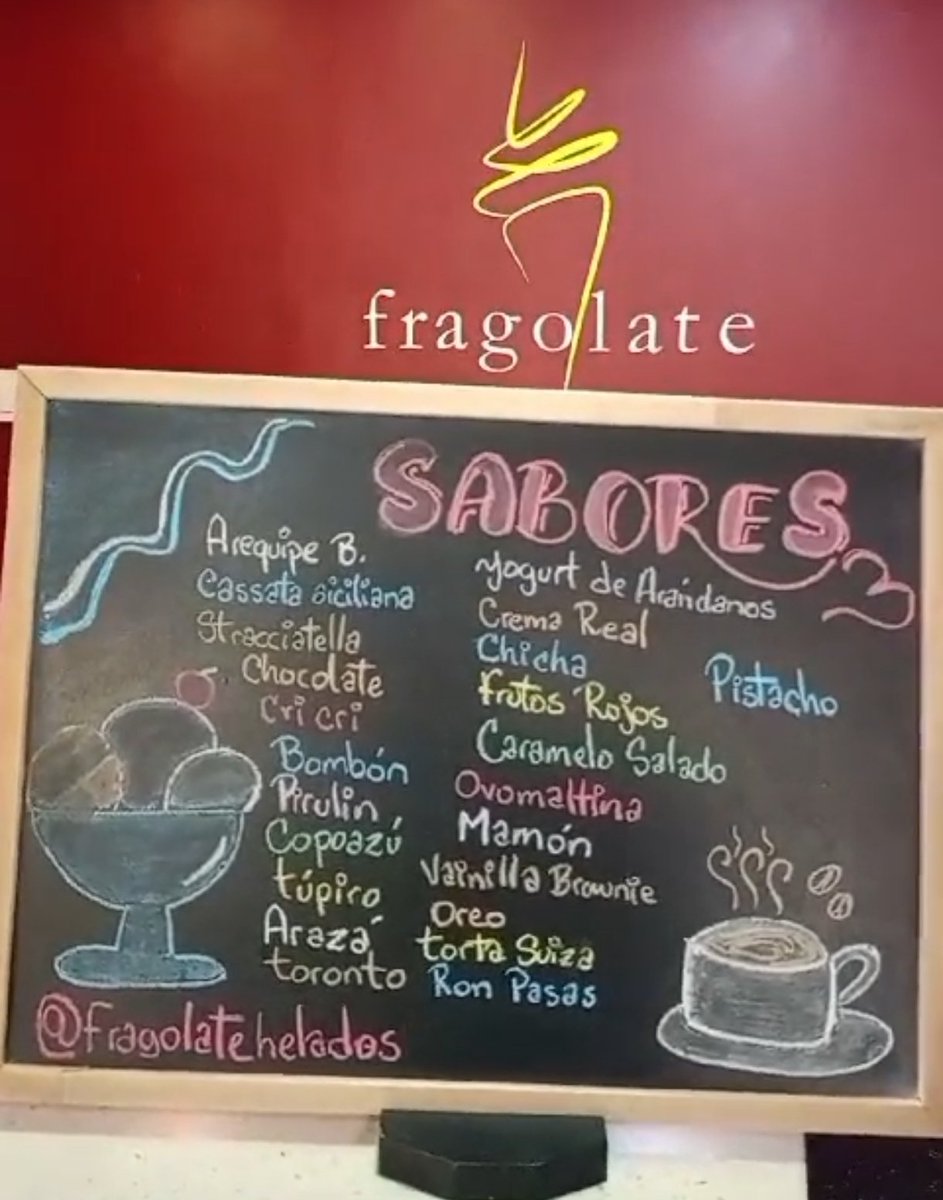 fragolate
SABORES
Arequipe B.
Cassata siciliana
Stracciatella
Chocolate
Cri cri
Bombón
Pirulin
Copoazú
túpiro
Arazá
toronto
Yogurt de Arándanos
Crema Real
Chicha
Frutos Rojos
Caramelo Salado
Ovomaltina
Mamón
Vainilla Brownie
Oreo
torta Suiza
Ron Pasas
Pistacho
@fragolatehelados